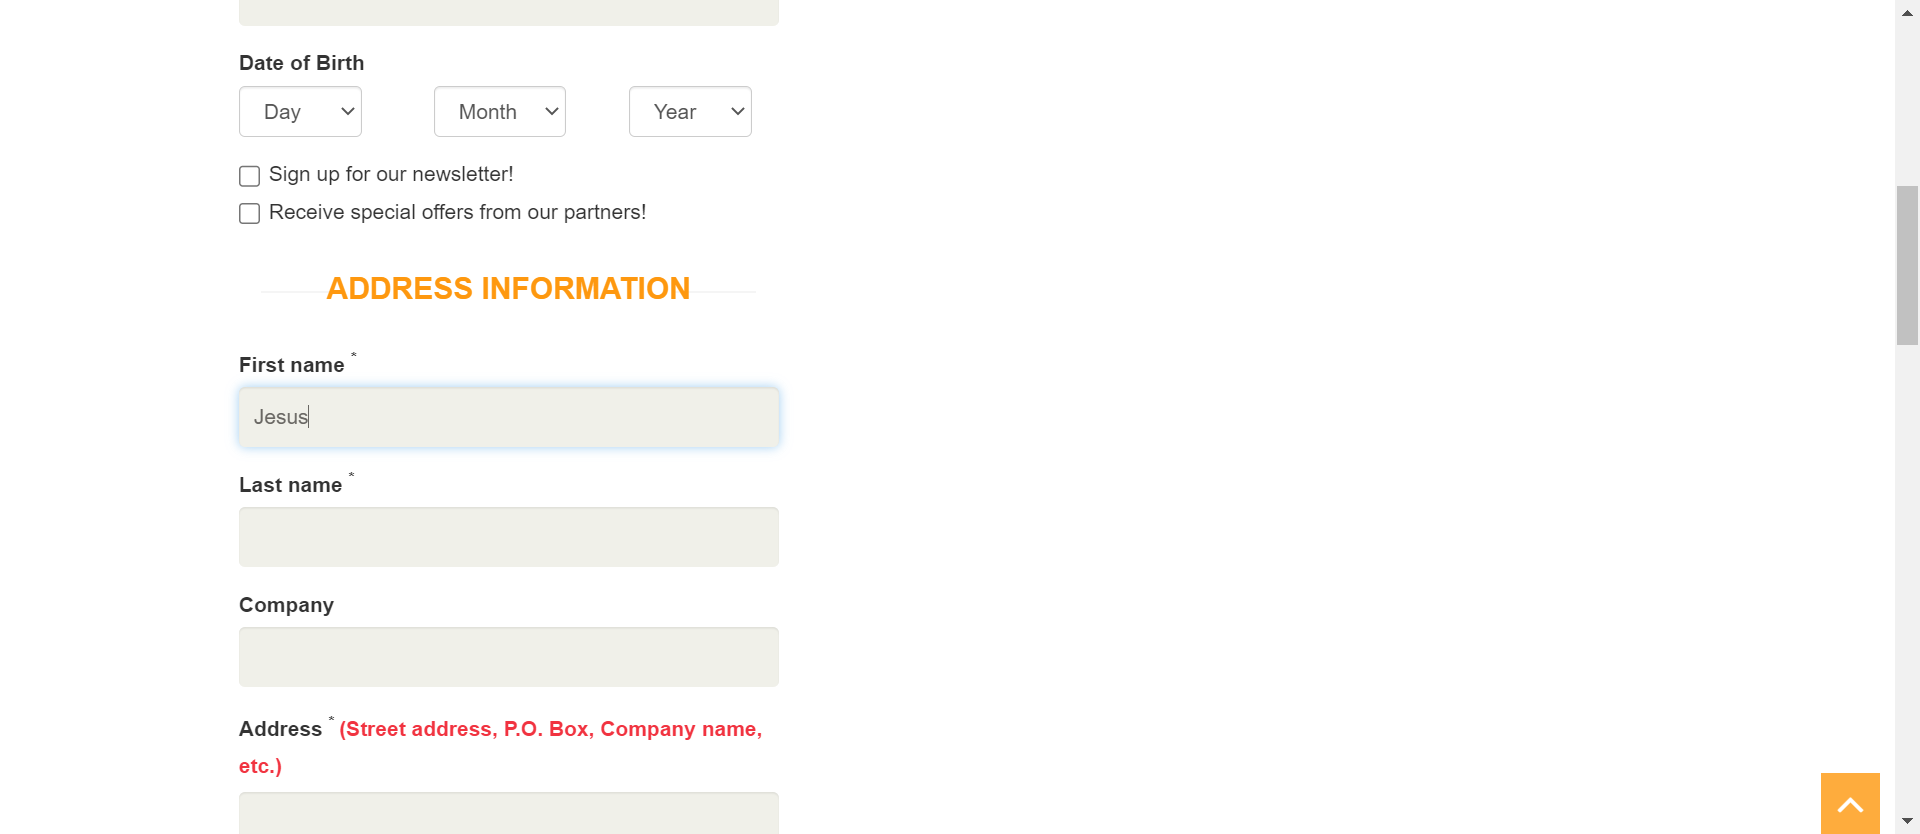 Date of Birth
Day Month Year
Sign up for our newsletter!
Receive special offers from our partners!
ADDRESS INFORMATION
First name *
Jesus
Last name *
Company
Address * (Street address, P.O. Box, Company name,
etc.)